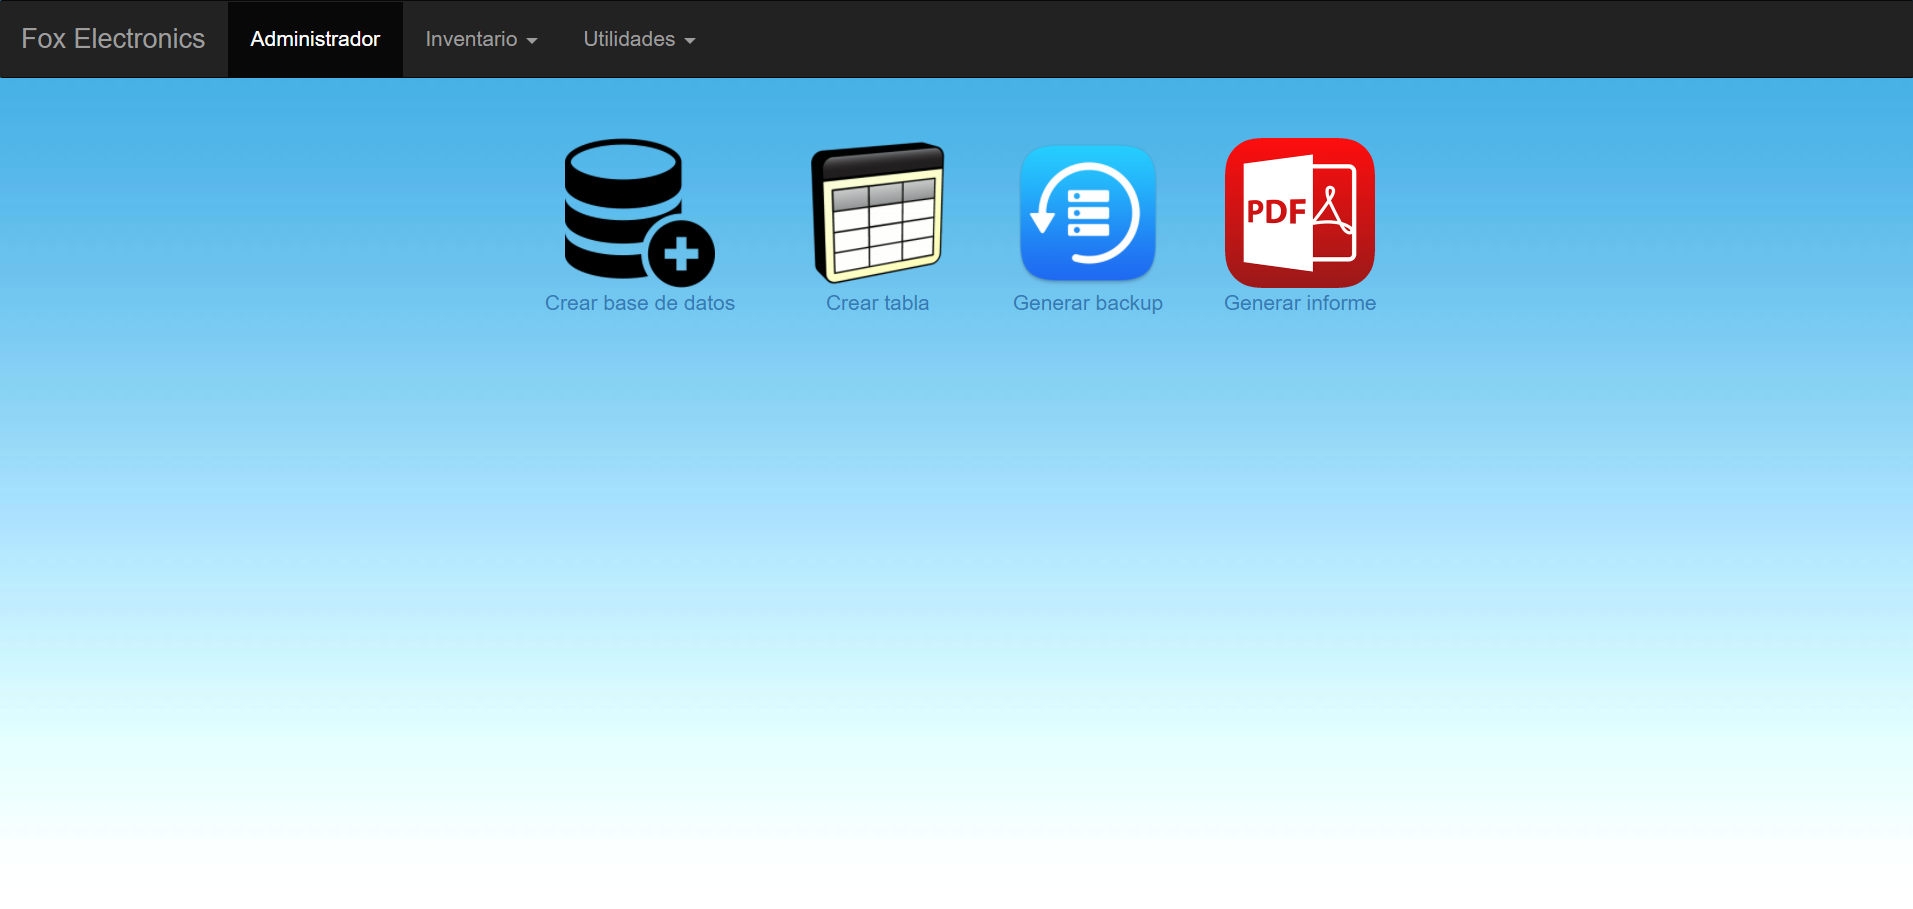 Fox Electronics Administrador Inventario Utilidades
PDF
Crear base de datos Crear tabla Generar backup Generar informe